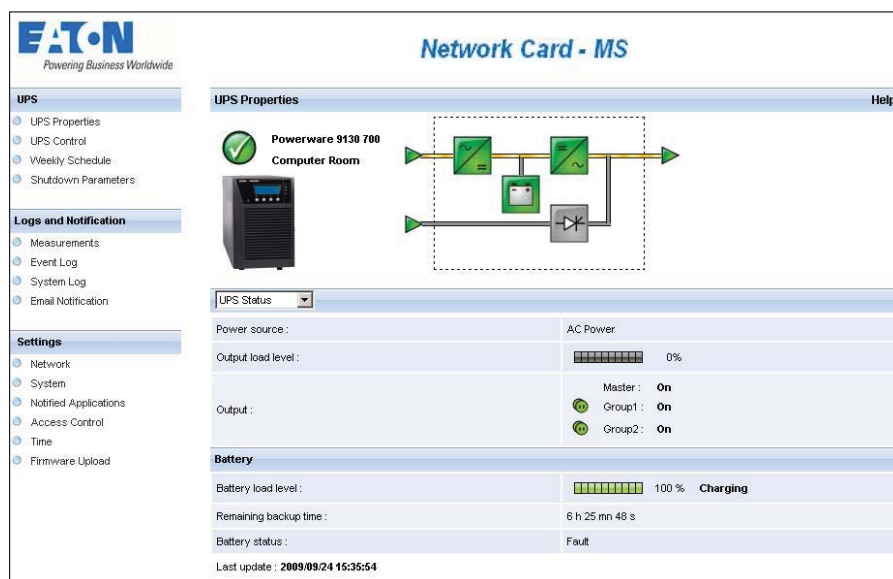 EATON
Powering Business Worldwide
Network Card - MS
UPS
UPS Properties
UPS Control
Weekly Schedule
Shutdown Parameters
Logs and Notification
Measurements
Event Log
System Log
Email Notification
Settings
Network
System
Notified Applications
Access Control
Time
Firmware Upload
UPS Properties Help
Powerware 9130 700
Computer Room
UPS Status
Power source : AC Power
Output load level : 0%
Output :
Master : On
Group1 : On
Group2 : On
Battery
Battery load level : 100 % Charging
Remaining backup time : 6 h 25 mn 48 s
Battery status : Fault
Last update : 2009/09/24 15:35:54